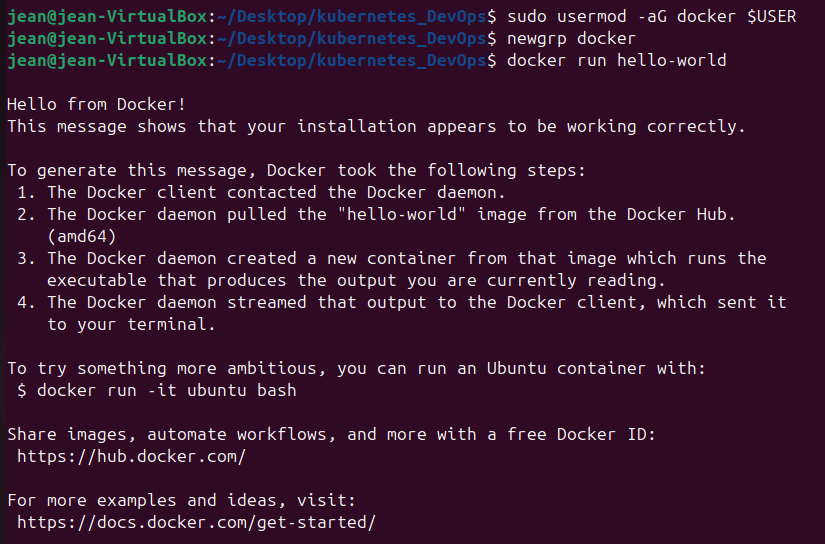 jean@jean-VirtualBox:~/Desktop/kubernetes_DevOps$ sudo usermod -aG docker $USER
jean@jean-VirtualBox:~/Desktop/kubernetes_DevOps$ newgrp docker
jean@jean-VirtualBox:~/Desktop/kubernetes_DevOps$ docker run hello-world
Hello from Docker!
This message shows that your installation appears to be working correctly.
To generate this message, Docker took the following steps:
1. The Docker client contacted the Docker daemon.
2. The Docker daemon pulled the "hello-world" image from the Docker Hub.
(amd64)
3. The Docker daemon created a new container from that image which runs the
executable that produces the output you are currently reading.
4. The Docker daemon streamed that output to the Docker client, which sent it
to your terminal.
To try something more ambitious, you can run an Ubuntu container with:
$ docker run -it ubuntu bash
Share images, automate workflows, and more with a free Docker ID:
https://hub.docker.com/
For more examples and ideas, visit:
https://docs.docker.com/get-started/